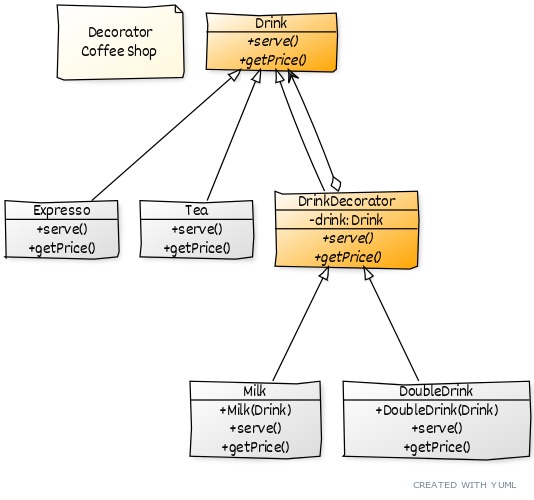 Decorator
Coffee Shop
Drink
+serve()
+getPrice()
Expresso
+serve()
+getPrice()
Tea
+serve()
+getPrice()
DrinkDecorator
-drink: Drink
+serve()
+getPrice()
Milk
+Milk(Drink)
+serve()
+getPrice()
DoubleDrink
+DoubleDrink(Drink)
+serve()
+getPrice()
CREATED WITH YUML